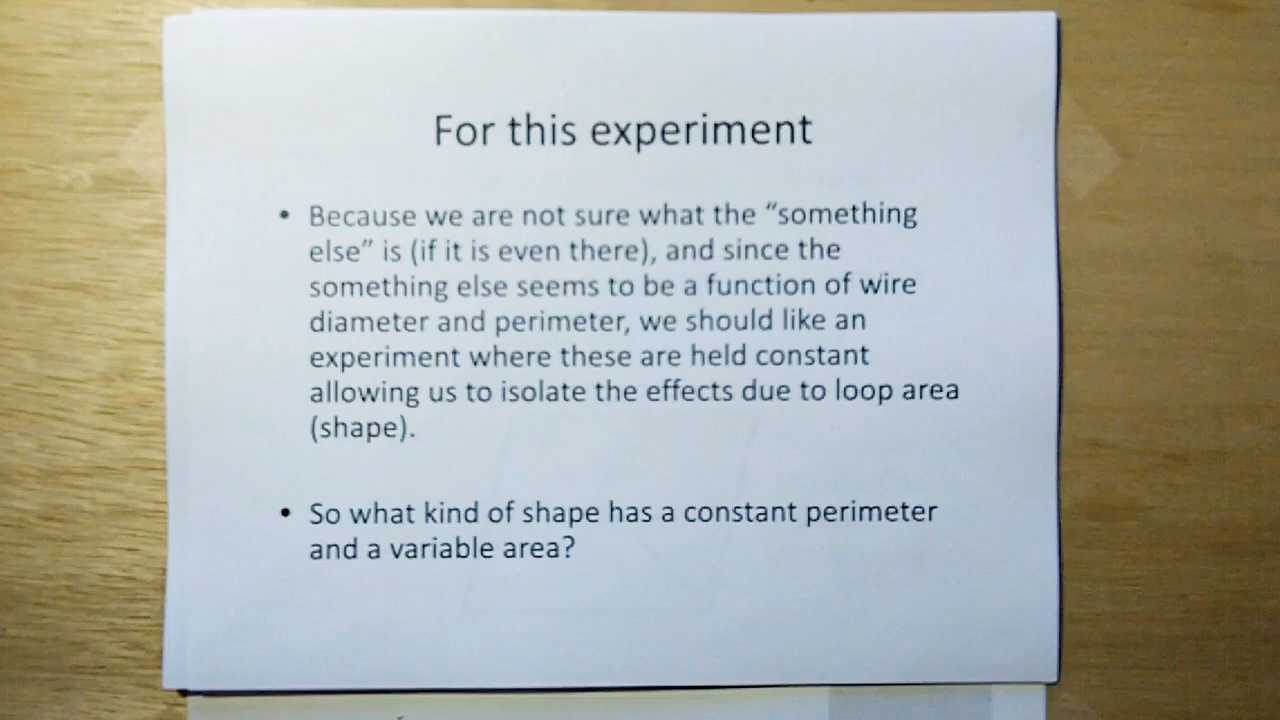 For this experiment
• Because we are not sure what the “something
else” is (if it is even there), and since the
something else seems to be a function of wire
diameter and perimeter, we should like an
experiment where these are held constant
allowing us to isolate the effects due to loop area
(shape).
• So what kind of shape has a constant perimeter
and a variable area?